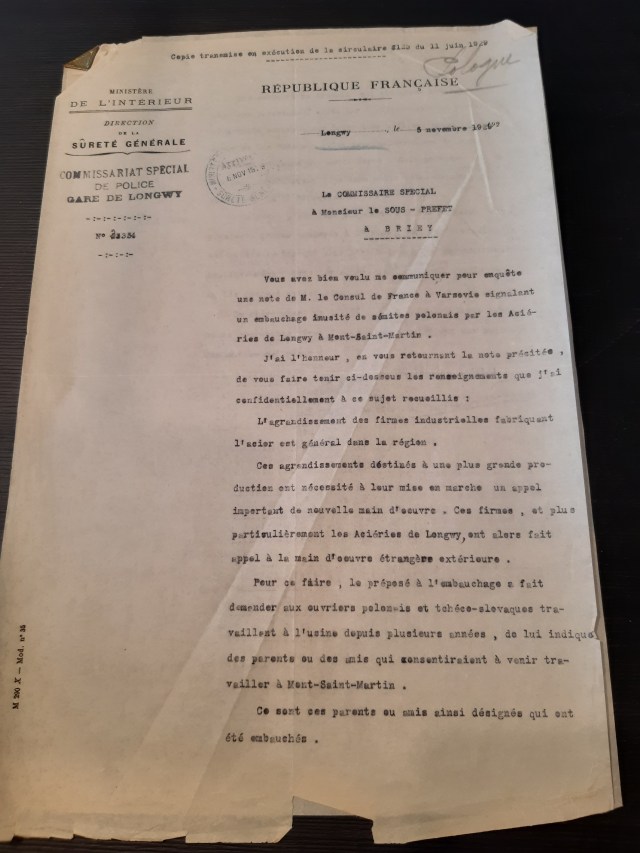 Copie transmise en exécution de la circulaire du 11 juin
Pologne
MINISTÈRE
DE L'INTÉRIEUR
DIRECTION
DE LA
SÛRETÉ GÉNÉRALE
COMMISSARIAT SPÉCIAL
DE POLICE
GARE DE LONGWY
-:-:-:-:-:-:-
N°
-:-:-:-
RÉPUBLIQUE FRANÇAISE
Longwy, le 5 novembre
NOV
Le COMMISSAIRE SPECIAL
à Monsieur le SOUS - PREFET
à BRIEY
Vous avez bien voulu me communiquer pour enquête
une note de M. le Consul de France à Varsovie signalant
un embauchage inusité de sémites polonais par les Acié-
ries de Longwy à Mont-Saint-Martin .
J'ai l'honneur , en vous retournant la note précitée ,
de vous faire tenir ci-dessous les renseignements que j'ai
confidentiellement à ce sujet recueillis :
L'agrandissement des firmes industrielles fabriquant
l'acier est général dans la région .
Ces agrandissements déstinés à une plus grande pro-
duction ont nécessité à leur mise en marche un appel
important de nouvelle main d'oeuvre . Ces firmes , et plus
particulièrement les Aciéries de Longwy, ont alors fait
appel à la main d'oeuvre étrangère extérieure .
Pour ce faire , le préposé à l'embauchage a fait
demander aux ouvriers polonais et tchéco-slovaques tra-
vaillant à l'usine depuis plusieurs années , de lui indique
des parents ou des amis qui consentiraient à venir tra-
vailler à Mont-Saint-Martin .
Ce sont ces parents ou amis ainsi désignés qui ont
été embauchés .
M 290 X — Mod. n° 35